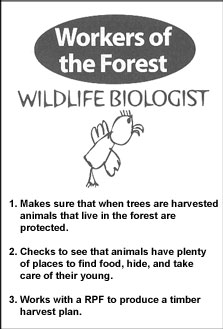 Workers of
the Forest
WILDLIFE BIOLOGIST
1. Makes sure that when trees are harvested
animals that live in the forest are
protected.
2. Checks to see that animals have plenty
of places to find food, hide, and take
care of their young.
3. Works with a RPF to produce a timber
harvest plan.